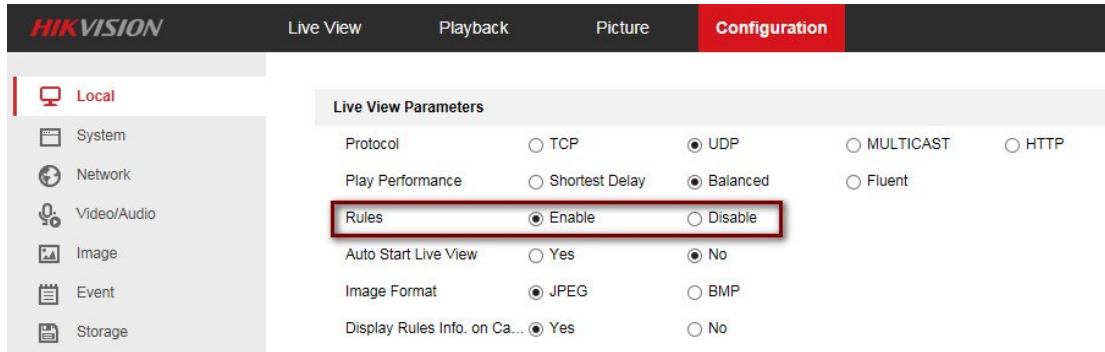 HIKVISION Live View Playback Picture Configuration
Local
System
Network
Video/Audio
Image
Event
Storage
Live View Parameters
Protocol TCP UDP MULTICAST HTTP
Play Performance Shortest Delay Balanced Fluent
Rules Enable Disable
Auto Start Live View Yes No
Image Format JPEG BMP
Display Rules Info. on Ca... Yes No